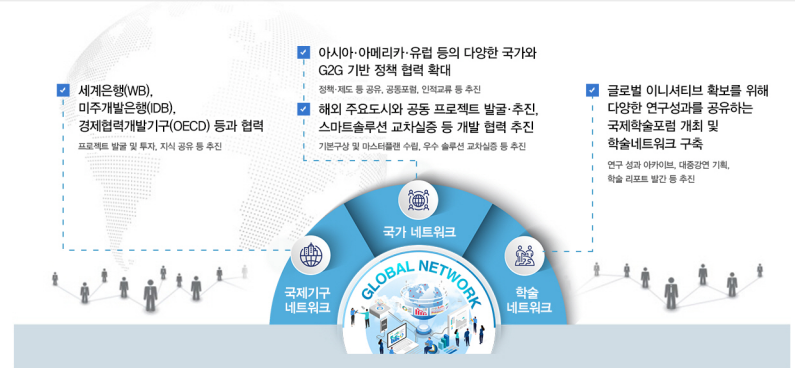 세계은행(WB),
미주개발은행(IDB),
경제협력개발기구(OECD) 등과 협력
프로젝트 발굴 및 투자, 지식 공유 등 추진
아시아·아메리카·유럽 등의 다양한 국가와
G2G 기반 정책 협력 확대
정책·제도 등 공유, 공동포럼, 인적교류 등 추진
해외 주요도시와 공동 프로젝트 발굴·추진,
스마트솔루션 교차실증 등 개발 협력 추진
기본구상 및 마스터플랜 수립, 우수 솔루션 교차실증 등 추진
글로벌 이니셔티브 확보를 위해
다양한 연구성과를 공유하는
국제학술포럼 개최 및
학술네트워크 구축
연구 성과 아카이브, 대중강연 기획,
학술 리포트 발간 등 추진
국가 네트워크
국제기구
네트워크
GLOBAL NETWORK
학술
네트워크